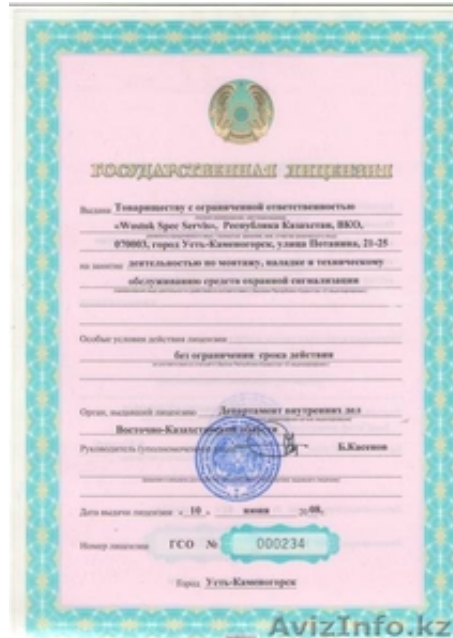 ГОСУДАРСТВЕННАЯ ЛИЦЕНЗИЯ
Выдана Товариществу с ограниченной ответственностью
«Wostok Spec Servis», Республика Казахстан, ВКО,
070003, город Усть-Каменогорск, улица Потанина, 21-25
на занятие деятельностью по монтажу, наладке и техническому
обслуживанию средств охранной сигнализации
Особые условия действия лицензии
без ограничения срока действия
Орган, выдавший лицензию Департамент внутренних дел
Восточно-Казахстанской области
Руководитель (уполномоченное Б.Касенов
Дата выдачи лицензии «10» июня 2008г.
Номер лицензии ГСО № 000234
Город Усть-Каменогорск
AvizInfo.kz